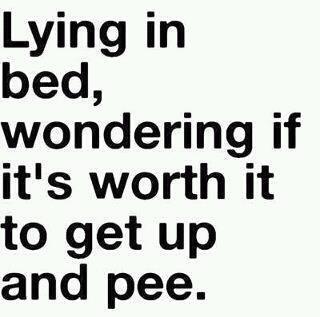 Lying in
bed,
wondering if
it's worth it
to get up
and pee.